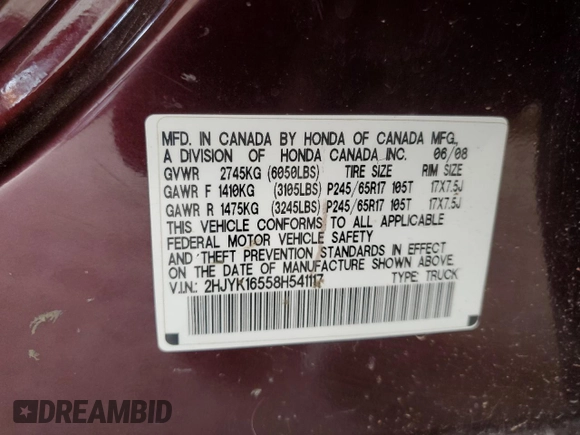 MFD. IN CANADA BY HONDA OF CANADA MFG.,
A DIVISION OF HONDA CANADA INC. 06/08
GVWR 2745KG (6050LBS) TIRE SIZE RIM SIZE
GAWR F 1410KG (3105LBS) P245/65R17 105T 17X7.5J
GAWR R 1475KG (3245LBS) P245/65R17 105T 17X7.5J
THIS VEHICLE CONFORMS TO ALL APPLICABLE
FEDERAL MOTOR VEHICLE SAFETY
AND THEFT PREVENTION STANDARDS IN EFFECT
ON THE DATE OF MANUFACTURE SHOWN ABOVE.
V.I.N.: 2HJYK16558H541117 TYPE: TRUCK
DREAMBID